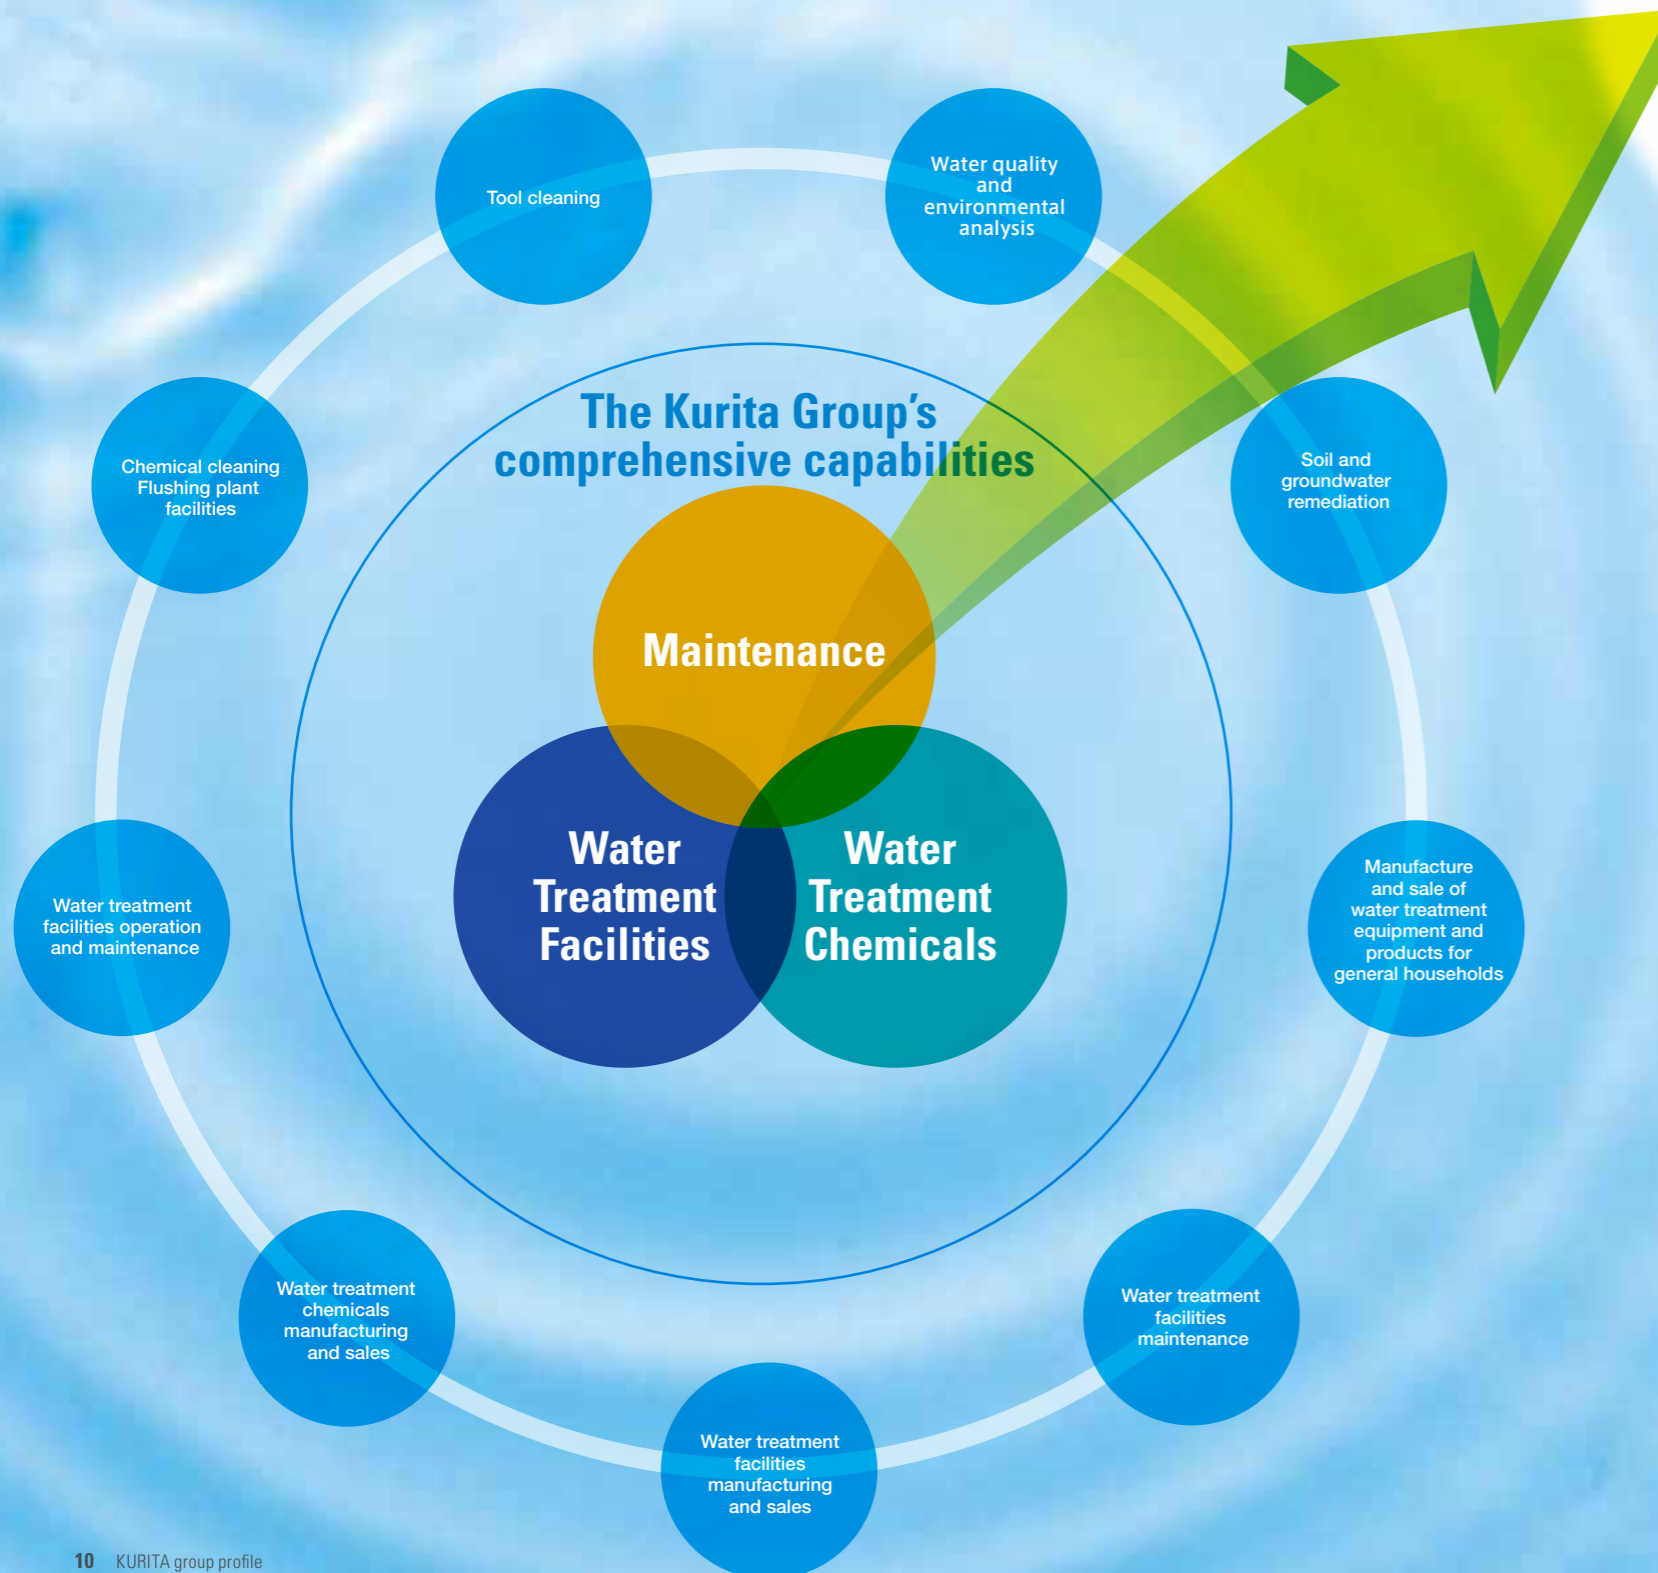 Tool cleaning
Water quality
and
environmental
analysis
The Kurita Group's
comprehensive capabilities
Chemical cleaning
Flushing plant
facilities
Soil and
groundwater
remediation
Maintenance
Water
Treatment
Facilities
Water
Treatment
Chemicals
Water treatment
facilities operation
and maintenance
Manufacture
and sale of
water treatment
equipment and
products for
general households
Water treatment
chemicals
manufacturing
and sales
Water treatment
facilities
maintenance
Water treatment
facilities
manufacturing
and sales
10 KURITA group profile